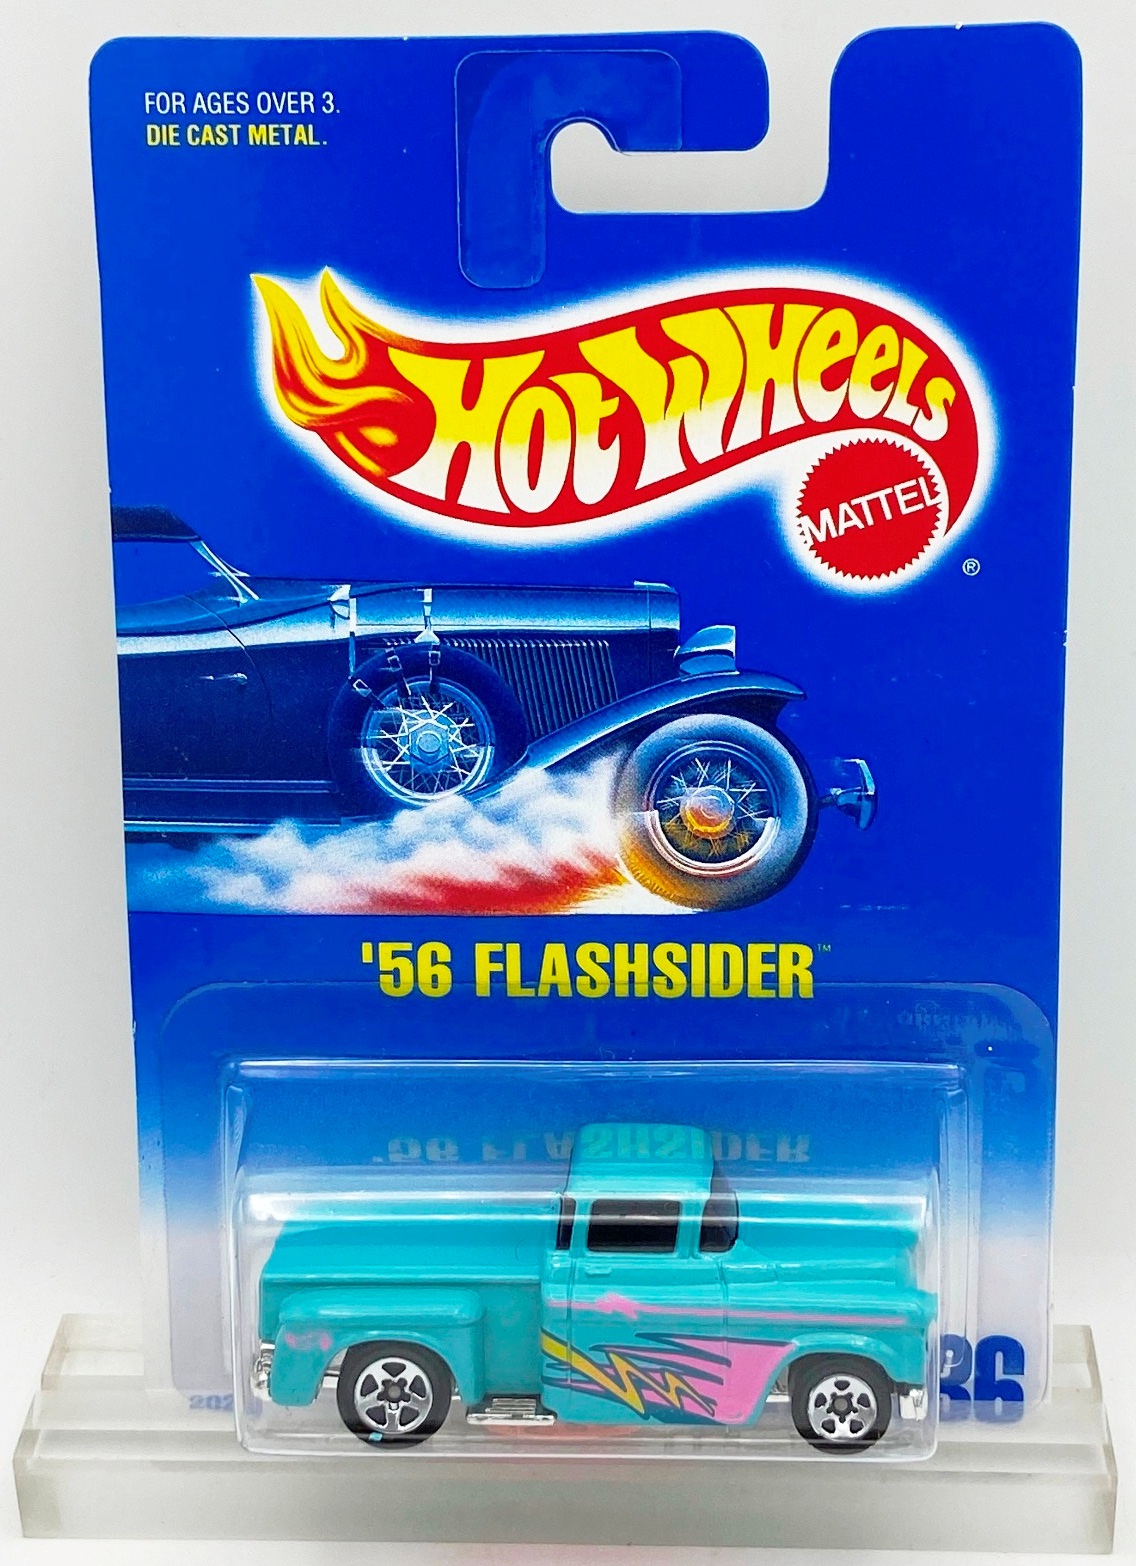 FOR AGES OVER 3.
DIE CAST METAL.
HOT WHEELS
MATTEL
®
'56 FLASHSIDER™